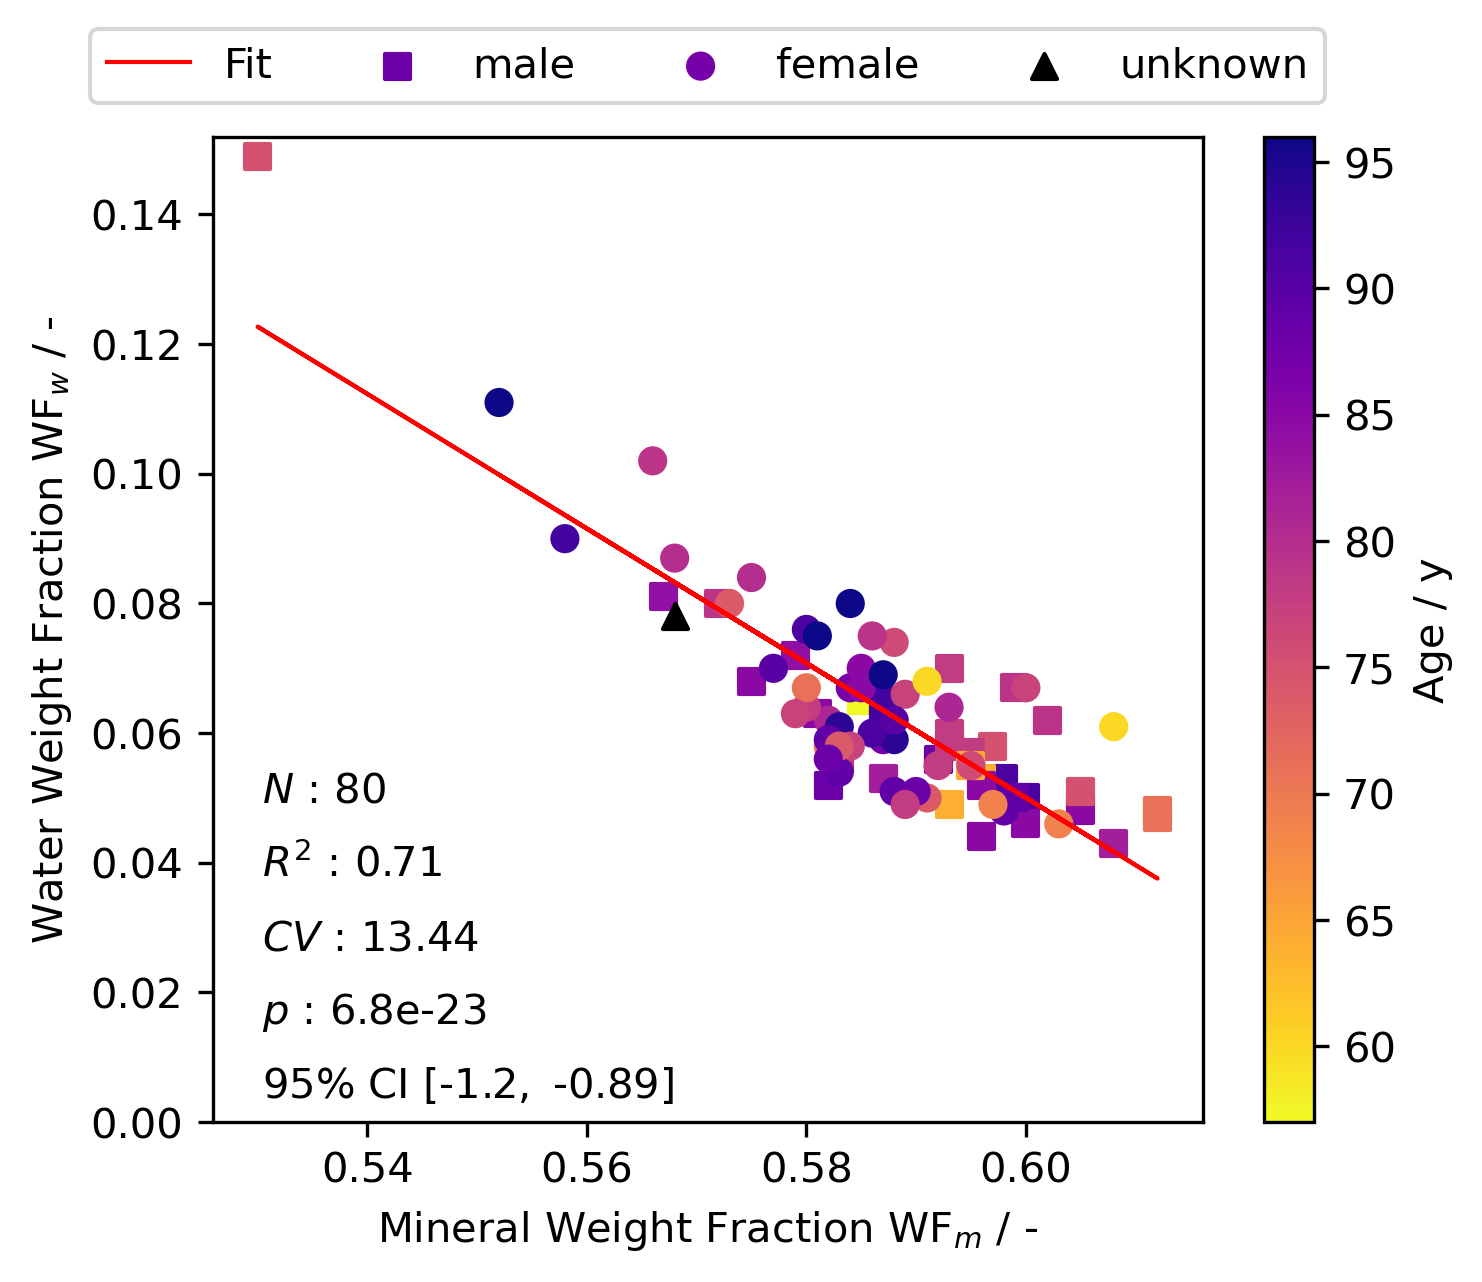 Fit male female unknown
Water Weight Fraction WF_w / -
0.14
0.12
0.10
0.08
0.06
0.04
0.02
0.00
N : 80
R² : 0.71
CV : 13.44
p : 6.8e-23
95% CI [-1.2, -0.89]
0.54 0.56 0.58 0.60
Mineral Weight Fraction WF_m / -
95
90
85
80
75
70
65
60
Age / y